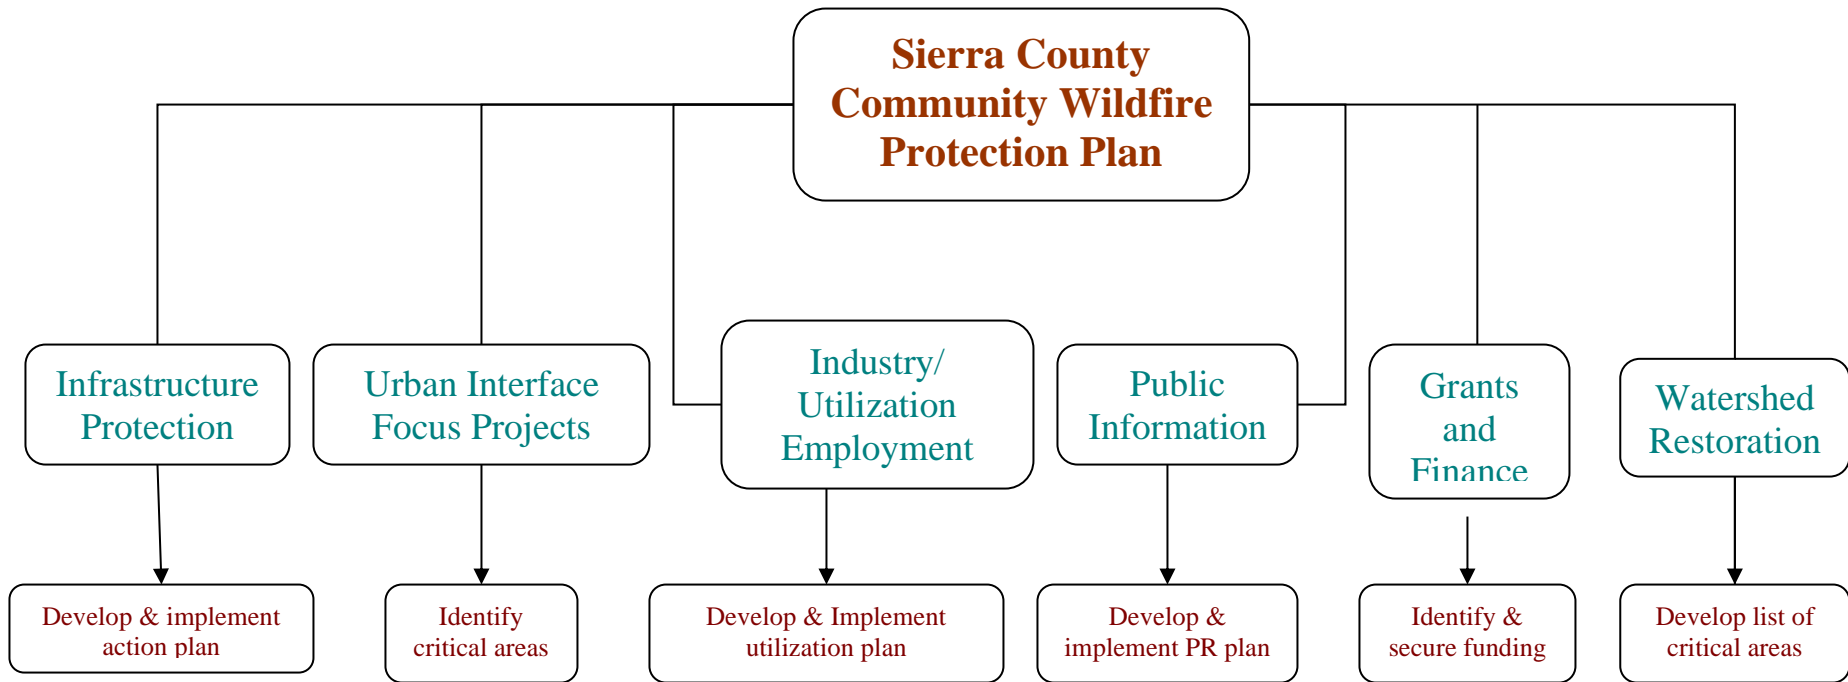 Sierra County
Community Wildfire
Protection Plan
Infrastructure
Protection
Urban Interface
Focus Projects
Industry/
Utilization
Employment
Public
Information
Grants
and
Finance
Watershed
Restoration
Develop & implement
action plan
Identify
critical areas
Develop & Implement
utilization plan
Develop &
implement PR plan
Identify &
secure funding
Develop list of
critical areas